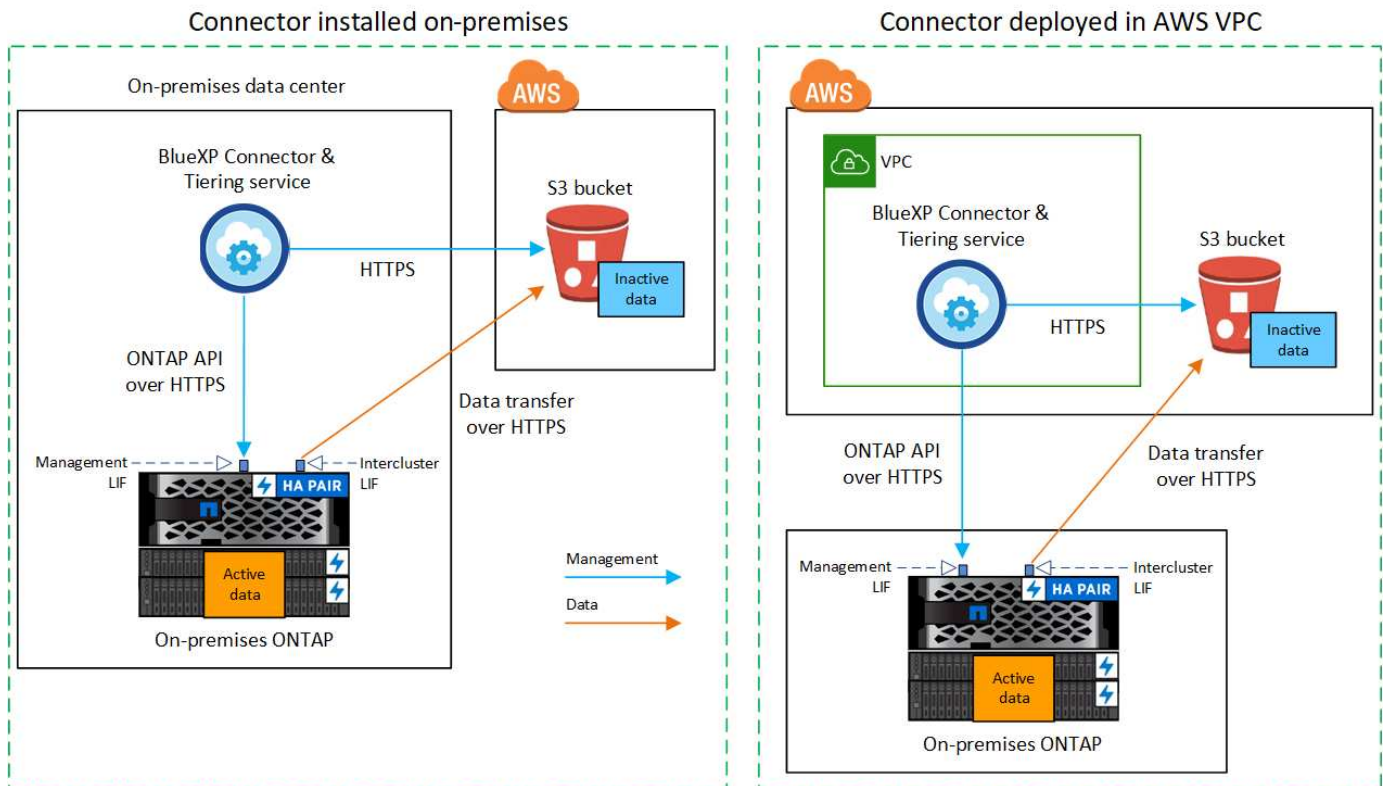 Connector installed on-premises
On-premises data center
AWS
BlueXP Connector &
Tiering service
S3 bucket
HTTPS
Inactive
data
ONTAP API
over HTTPS
Data transfer
over HTTPS
Management
LIF
Intercluster
LIF
HA PAIR
Active
data
On-premises ONTAP
Management
Data
Connector deployed in AWS VPC
AWS
VPC
BlueXP Connector &
Tiering service
S3 bucket
HTTPS
Inactive
data
ONTAP API
over HTTPS
Data transfer
over HTTPS
Management
LIF
Intercluster
LIF
HA PAIR
Active
data
On-premises ONTAP